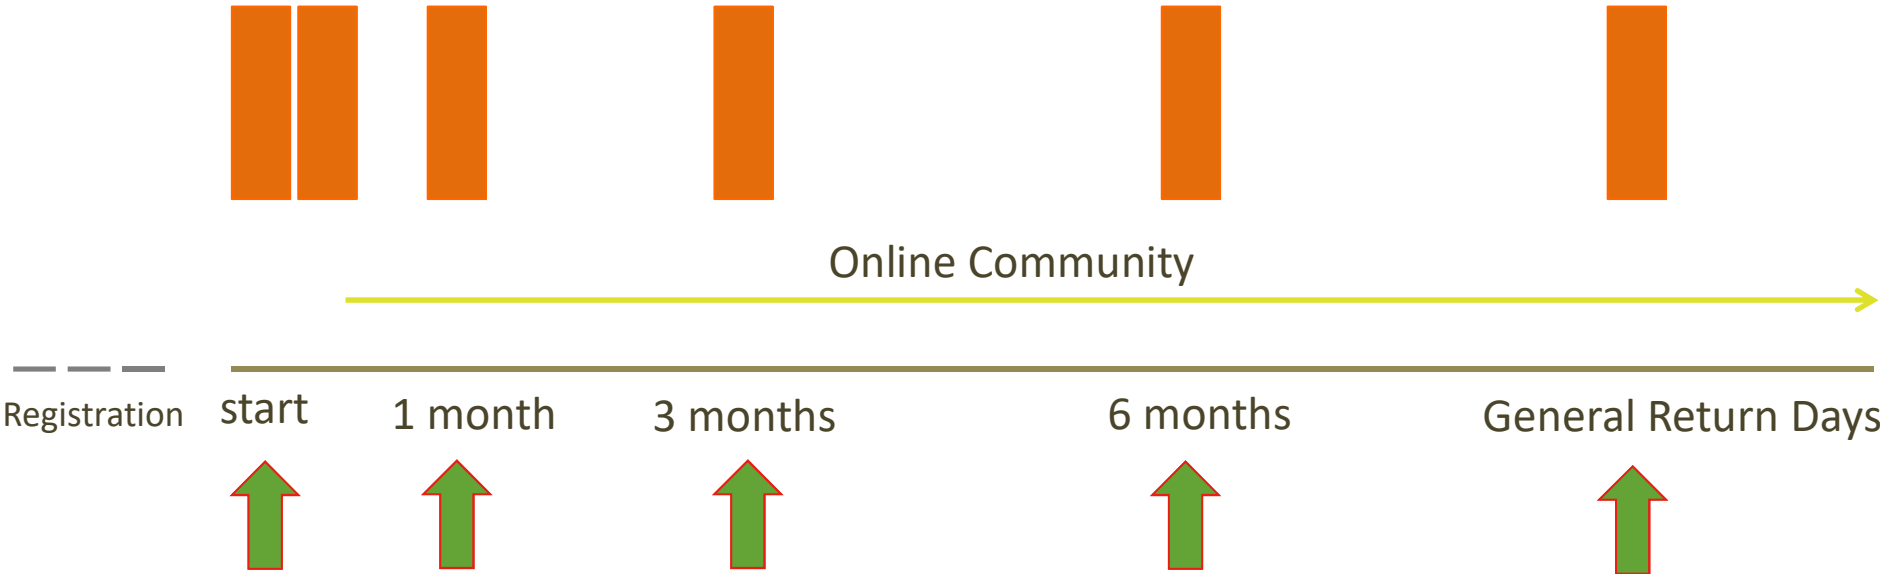 Online Community
Registration
start
1 month
3 months
6 months
General Return Days